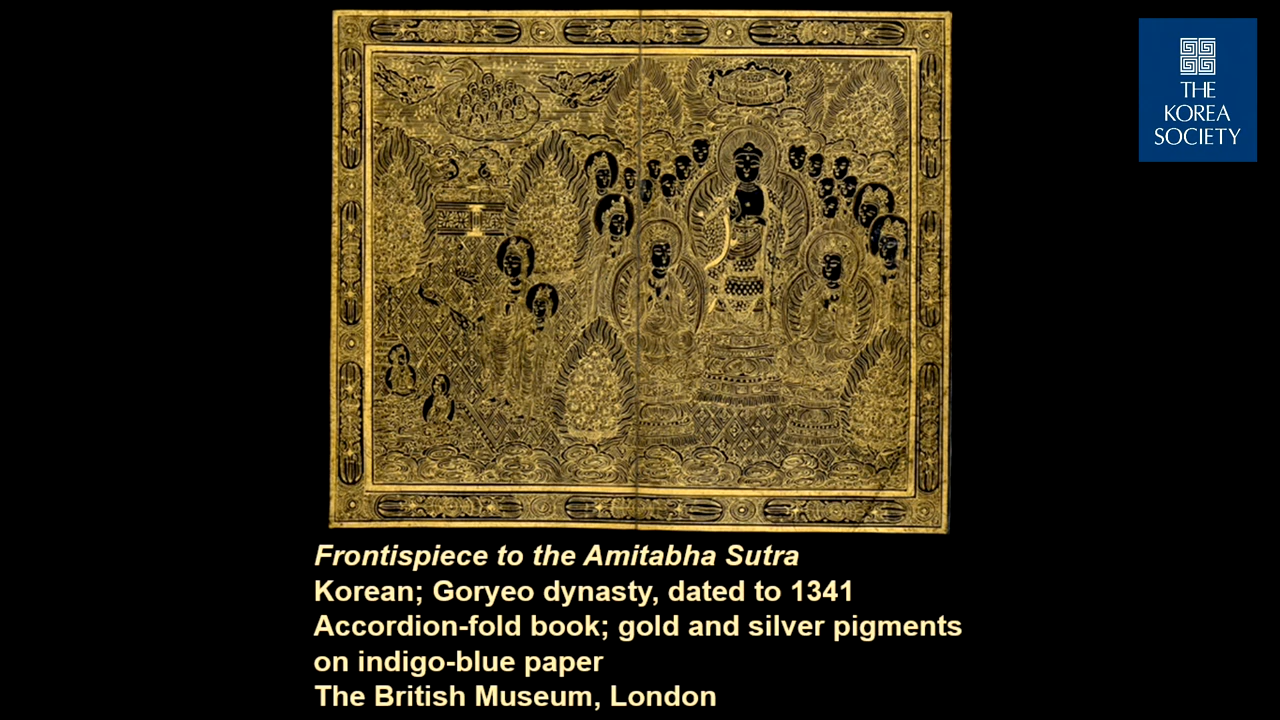 THE
KOREA
SOCIETY
Frontispiece to the Amitabha Sutra
Korean; Goryeo dynasty, dated to 1341
Accordion-fold book; gold and silver pigments
on indigo-blue paper
The British Museum, London